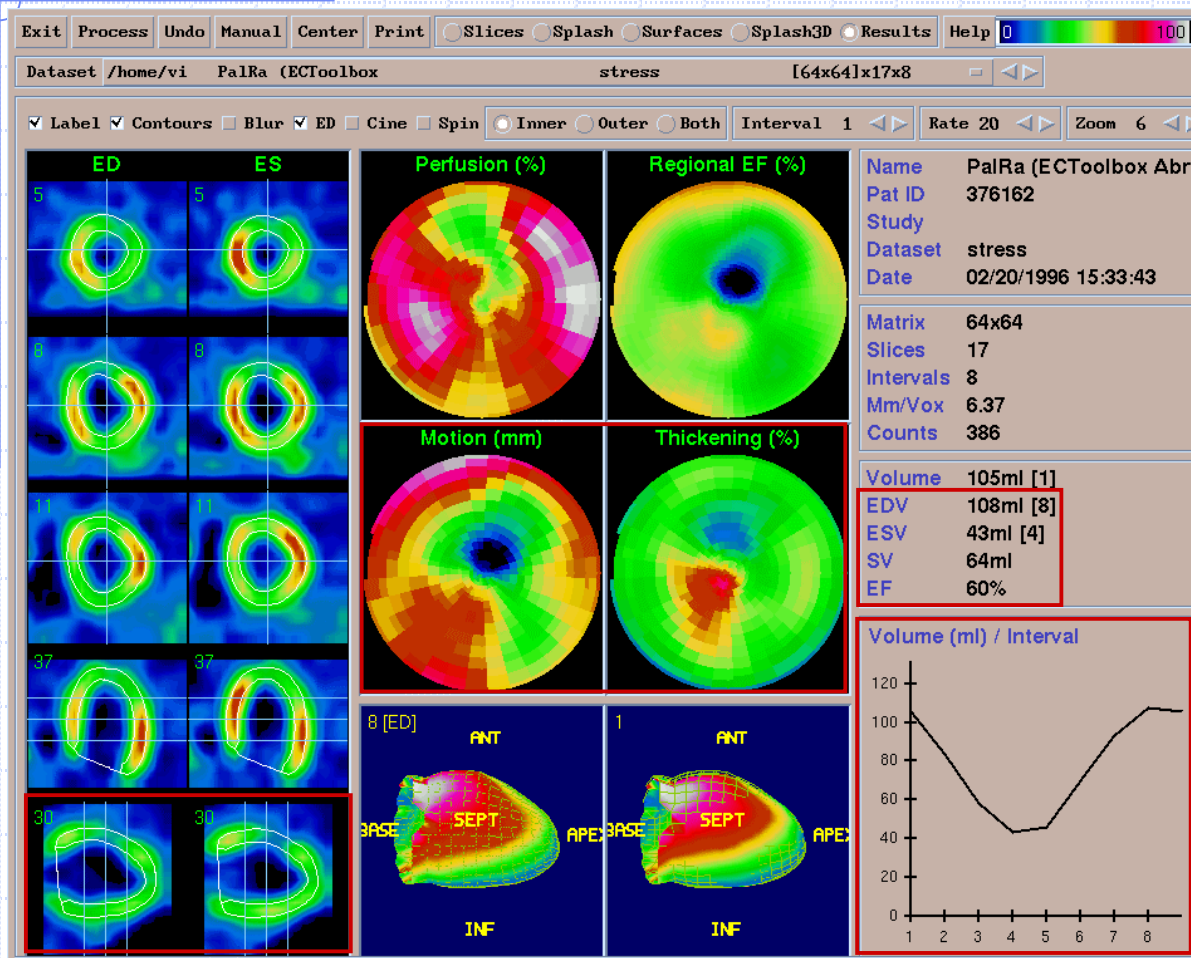 Exit Process Undo Manual Center Print Slices Splash Surfaces Splash3D Results Help 0 100
Dataset /home/vi PalRa (ECToolbox stress [64x64]x17x8
Label Contours Blur ED Cine Spin Inner Outer Both Interval 1 Rate 20 Zoom 6
ED ES
5 5
8 8
11 11
37 37
30 30
Perfusion (%) Regional EF (%)
Motion (mm) Thickening (%)
8 [ED] 1
ANT ANT
BASE SEPT APEX BASE SEPT APEX
INF INF
Name PalRa (ECToolbox Abr
Pat ID 376162
Study
Dataset stress
Date 02/20/1996 15:33:43
Matrix 64x64
Slices 17
Intervals 8
Mm/Vox 6.37
Counts 386
Volume 105ml [1]
EDV 108ml [8]
ESV 43ml [4]
SV 64ml
EF 60%
Volume (ml) / Interval
120
100
80
60
40
20
0
1 2 3 4 5 6 7 8